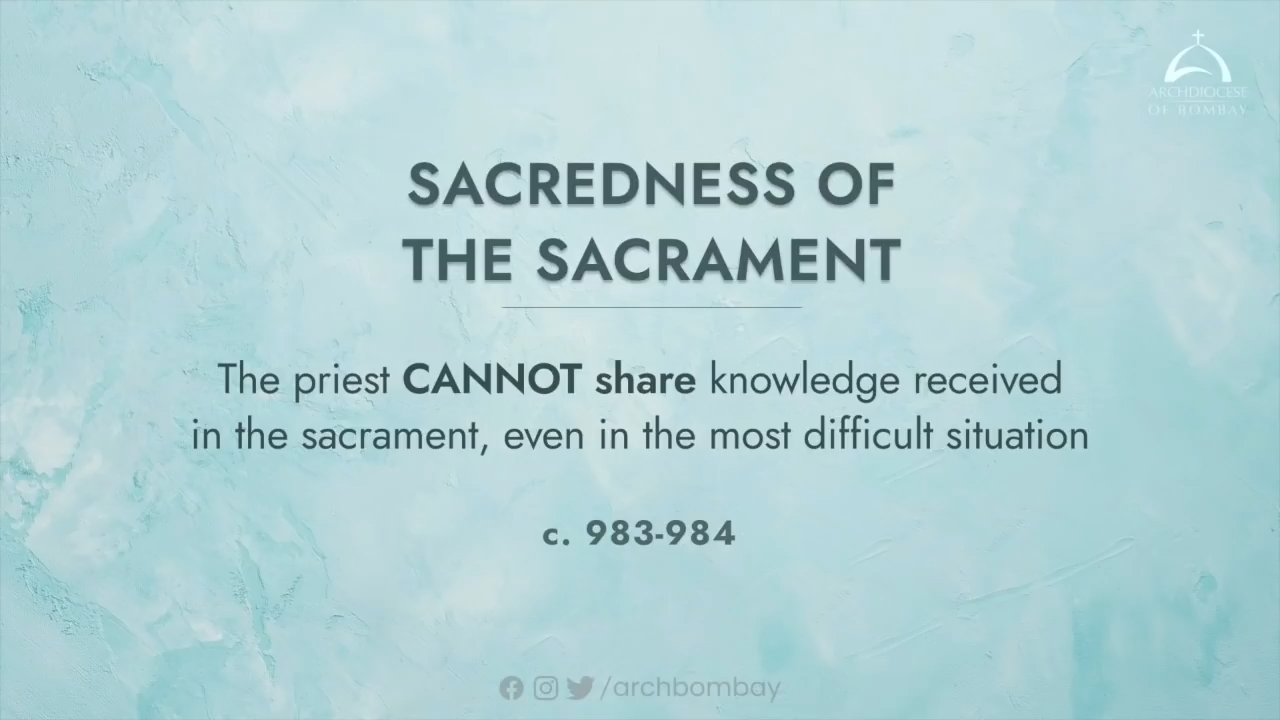 ARCHDIOCESE
OF BOMBAY
SACREDNESS OF
THE SACRAMENT
The priest CANNOT share knowledge received
in the sacrament, even in the most difficult situation
c. 983-984
/archbombay